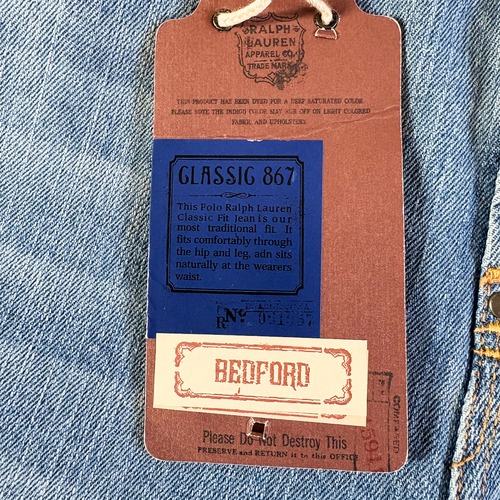 RALPH
LAUREN
APPAREL CO.
TRADE MARK
THIS PRODUCT HAS BEEN DYED FOR A DEEP SATURATED COLOR.
PLEASE NOTE THE INDIGO COLOR MAY RUB OFF ON LIGHT COLORED
FABRIC AND UPHOLSTERY.
CLASSIC 867
This Polo Ralph Lauren
Classic Fit Jean is our
most traditional fit. It
fits comfortably through
the hip and leg, adn sits
naturally at the wearers
waist.
RNº
BEDFORD
Please Do Not Destroy This
PRESERVE and RETURN it to this OFFICE